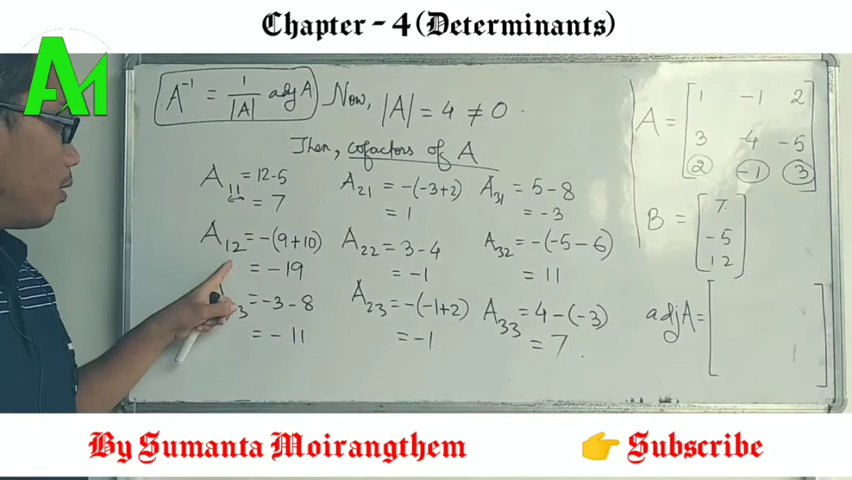 Chapter - 4 (Determinants)
AM
A⁻¹ = 1/|A| adj A Now, |A| = 4 ≠ 0.
Then, cofactors of A
A₁₁ = 12-5
= 7
A₁₂ = -(9+10)
= -19
₃ = -3-8
= -11
A₂₁ = -(-3+2)
= 1
A₂₂ = 3-4
= -1
A₂₃ = -(-1+2)
= -1
A₃₁ = 5-8
= -3
A₃₂ = -(-5-6)
= 11
A₃₃ = 4-(-3)
= 7
A = [1 -1 2
3 -4 -5
2 -1 3]
B = [7
-5
12]
adj A = [ ]
By Sumanta Moirangthem
👉 Subscribe